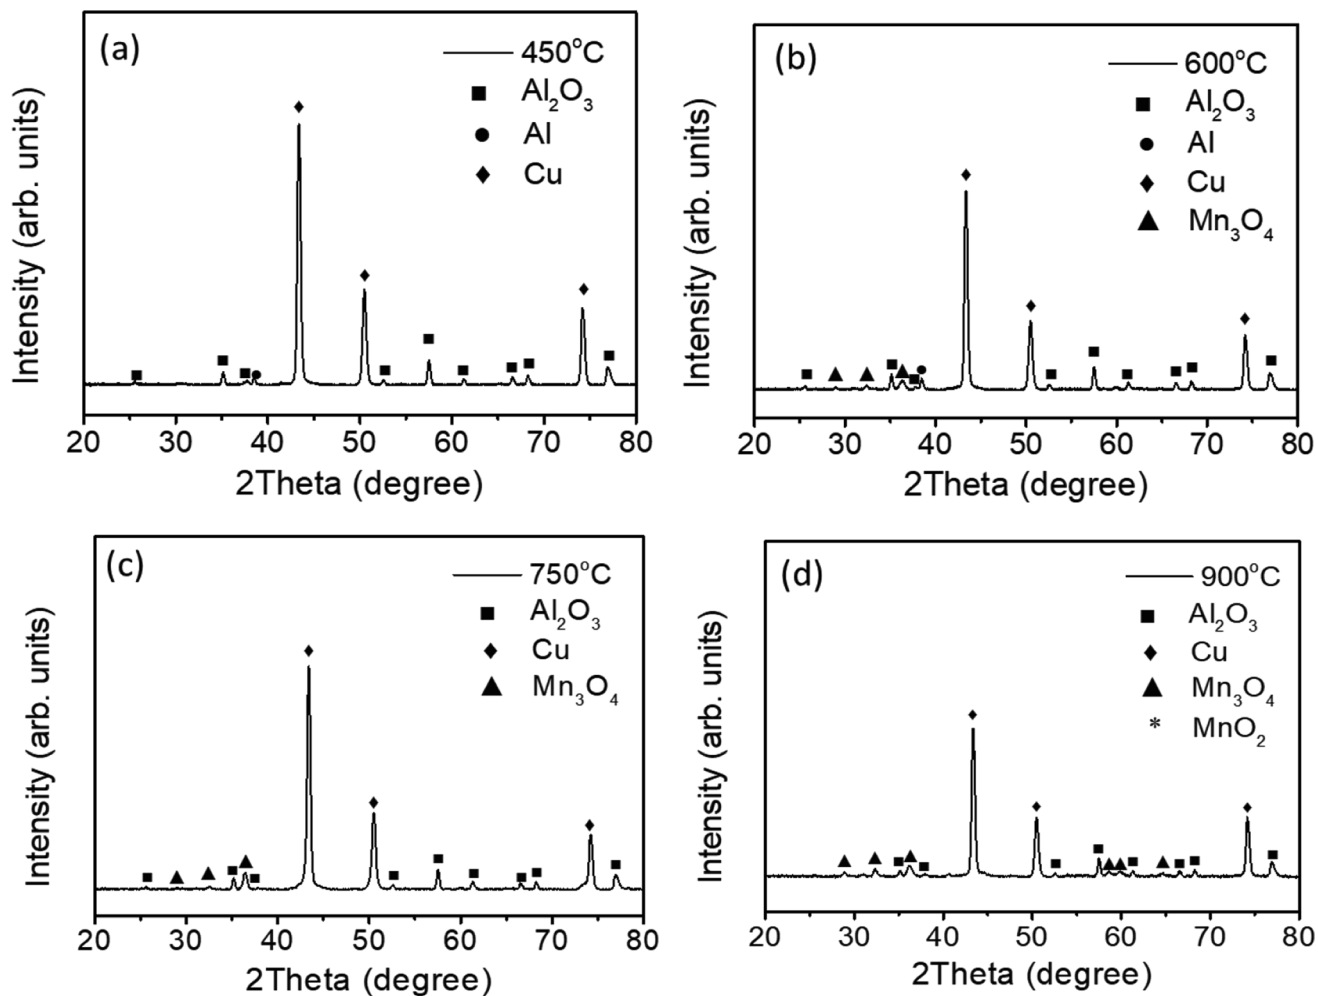 (a)
450°C
Al₂O₃
Al
Cu
Intensity (arb. units)
20 30 40 50 60 70 80
2Theta (degree)
(b)
600°C
Al₂O₃
Al
Cu
Mn₃O₄
Intensity (arb. units)
20 30 40 50 60 70 80
2Theta (degree)
(c)
750°C
Al₂O₃
Cu
Mn₃O₄
Intensity (arb. units)
20 30 40 50 60 70 80
2Theta (degree)
(d)
900°C
Al₂O₃
Cu
Mn₃O₄
* MnO₂
Intensity (arb. units)
20 30 40 50 60 70 80
2Theta (degree)